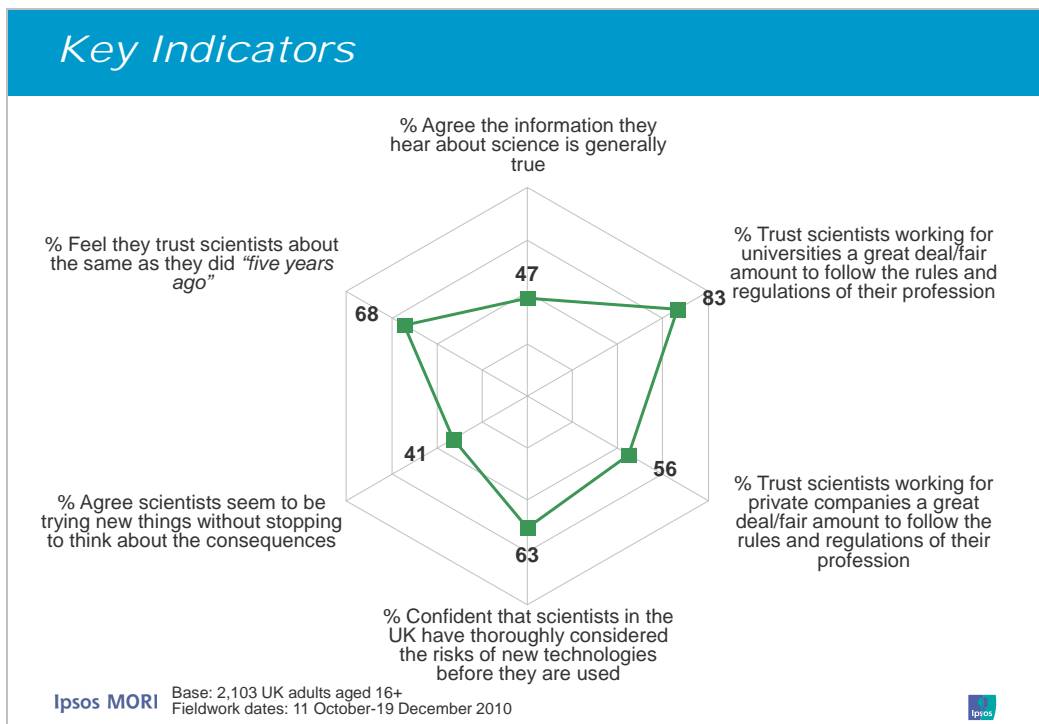 Key Indicators
% Agree the information they
hear about science is generally
true
% Feel they trust scientists about
the same as they did “five years
ago”
% Trust scientists working for
universities a great deal/fair
amount to follow the rules and
regulations of their profession
47
83
68
41
56
63
% Agree scientists seem to be
trying new things without stopping
to think about the consequences
% Trust scientists working for
private companies a great
deal/fair amount to follow the
rules and regulations of their
profession
% Confident that scientists in the
UK have thoroughly considered
the risks of new technologies
before they are used
Ipsos MORI
Base: 2,103 UK adults aged 16+
Fieldwork dates: 11 October-19 December 2010
Ipsos